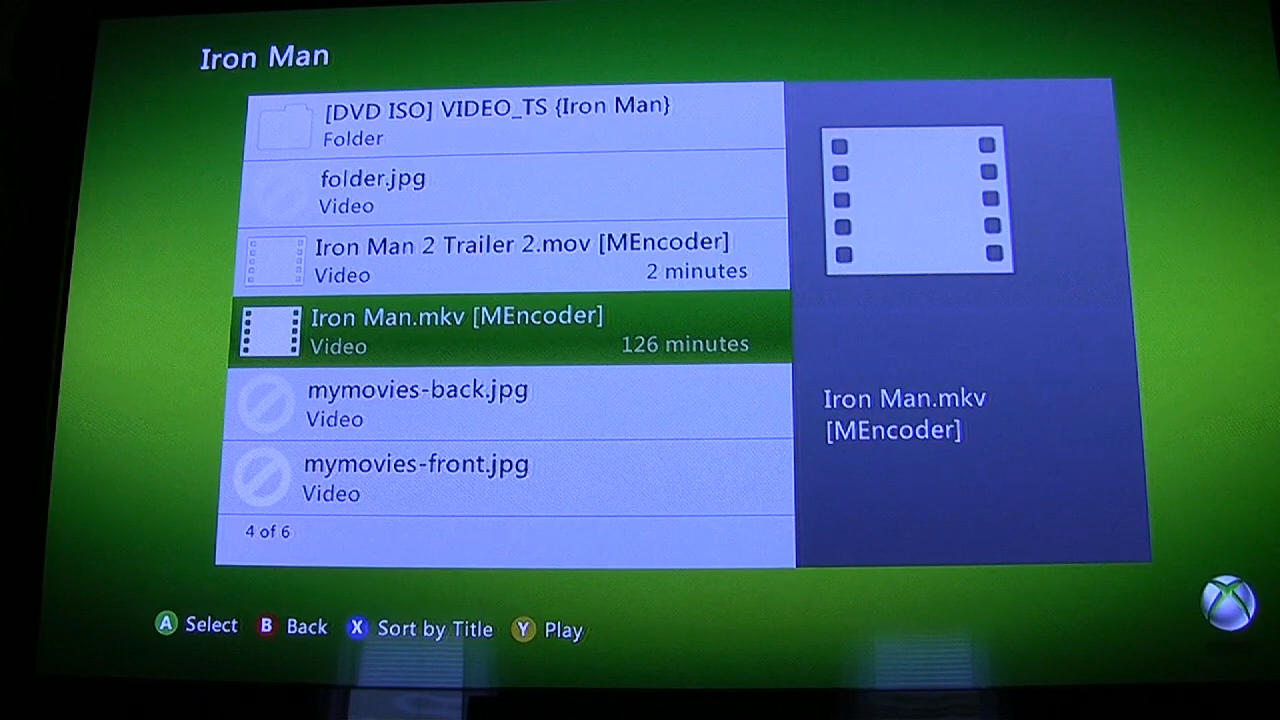 Iron Man
[DVD ISO] VIDEO_TS {Iron Man}
Folder
folder.jpg
Video
Iron Man 2 Trailer 2.mov [MEncoder]
Video 2 minutes
Iron Man.mkv [MEncoder]
Video 126 minutes
mymovies-back.jpg
Video
mymovies-front.jpg
Video
4 of 6
Iron Man.mkv
[MEncoder]
A Select B Back X Sort by Title Y Play